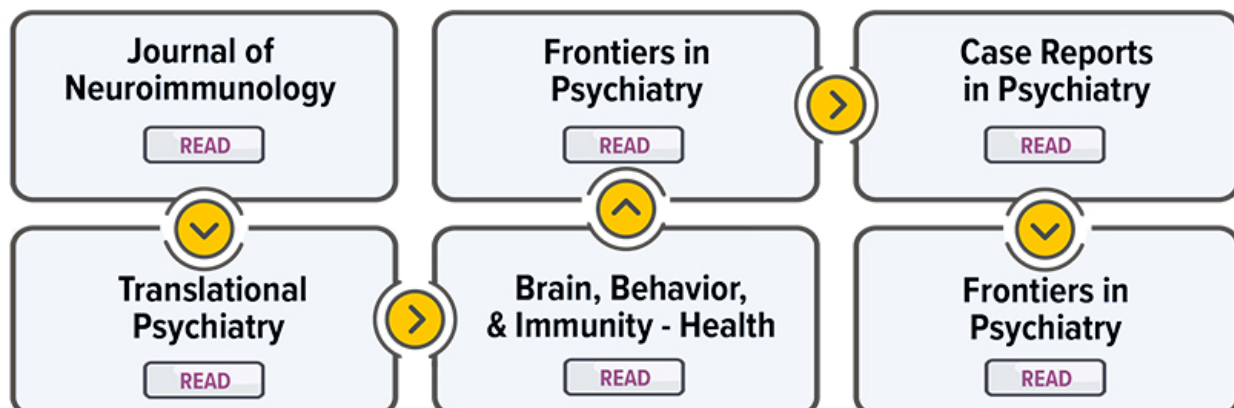 Journal of
Neuroimmunology
READ
Translational
Psychiatry
READ
Brain, Behavior,
& Immunity - Health
READ
Frontiers in
Psychiatry
READ
Case Reports
in Psychiatry
READ
Frontiers in
Psychiatry
READ